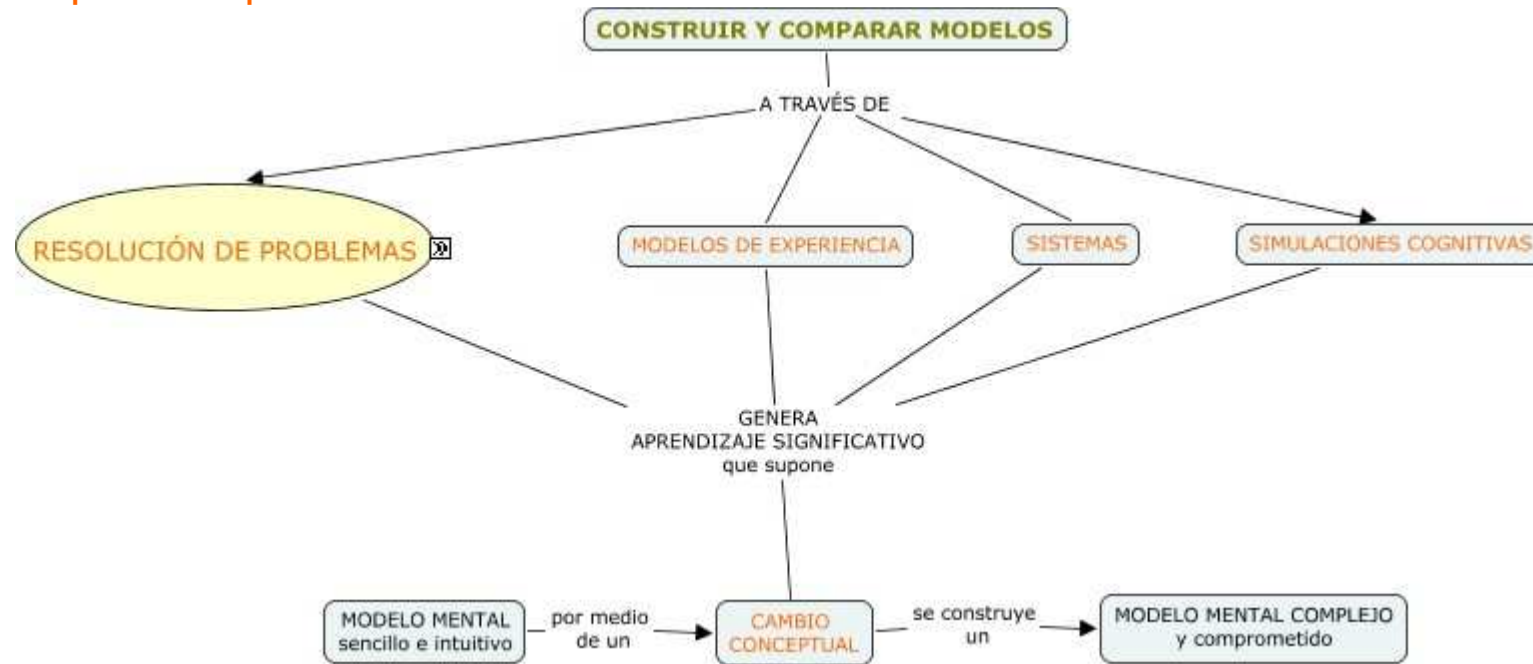 CONSTRUIR Y COMPARAR MODELOS
A TRAVÉS DE
RESOLUCIÓN DE PROBLEMAS
MODELOS DE EXPERIENCIA
SISTEMAS
SIMULACIONES COGNITIVAS
GENERA
APRENDIZAJE SIGNIFICATIVO
que supone
MODELO MENTAL
sencillo e intuitivo
por medio
de un
CAMBIO
CONCEPTUAL
se construye
un
MODELO MENTAL COMPLEJO
y comprometido